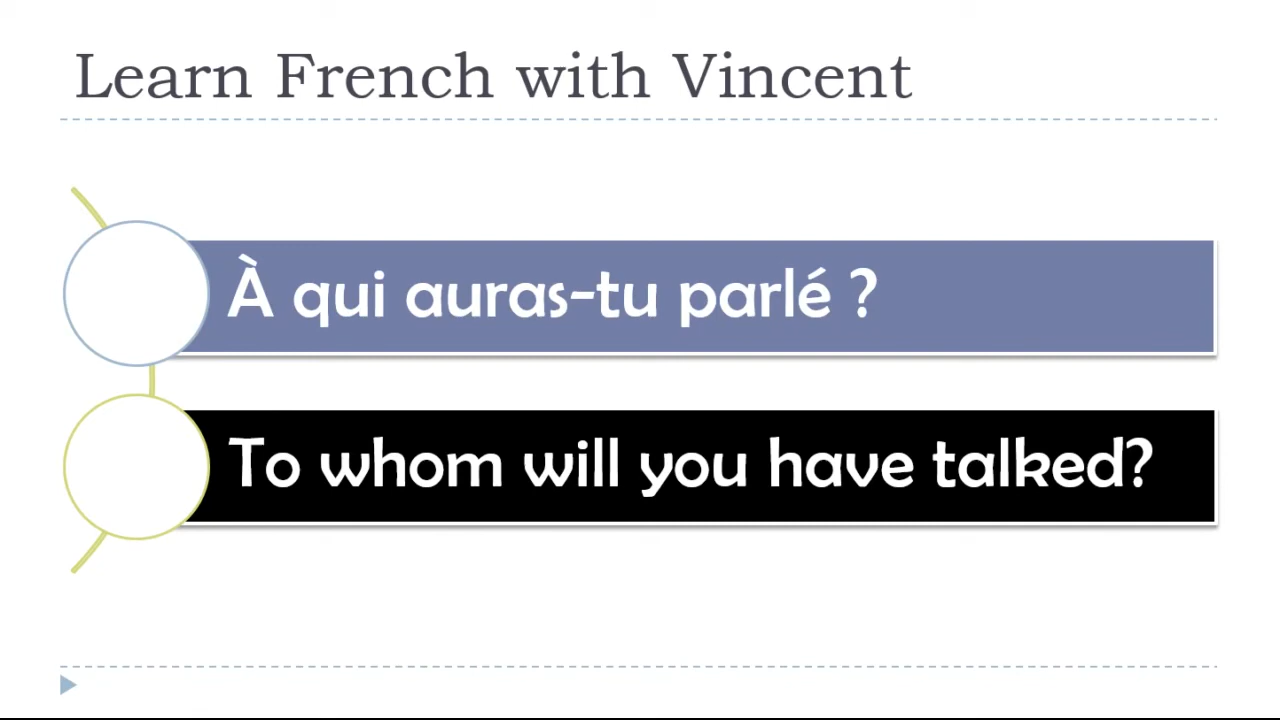 Learn French with Vincent
À qui auras-tu parlé ?
To whom will you have talked?